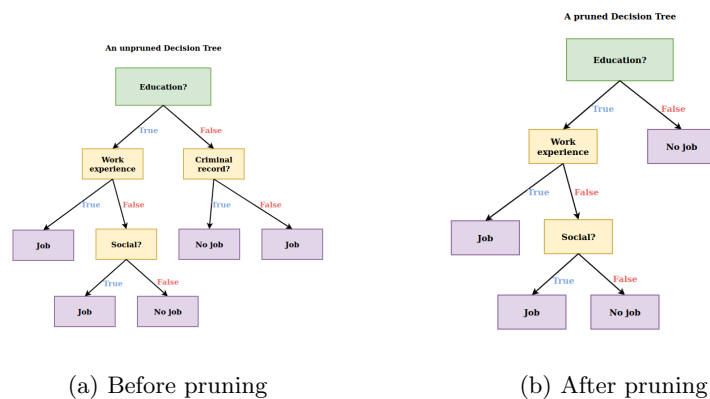 An unpruned Decision Tree
Education?
True
False
Work
experience
Criminal
record?
True
False
True
False
Job
Social?
No job
Job
True
False
Job
No job
(a) Before pruning
A pruned Decision Tree
Education?
True
False
Work
experience
No job
True
False
Job
Social?
True
False
Job
No job
(b) After pruning